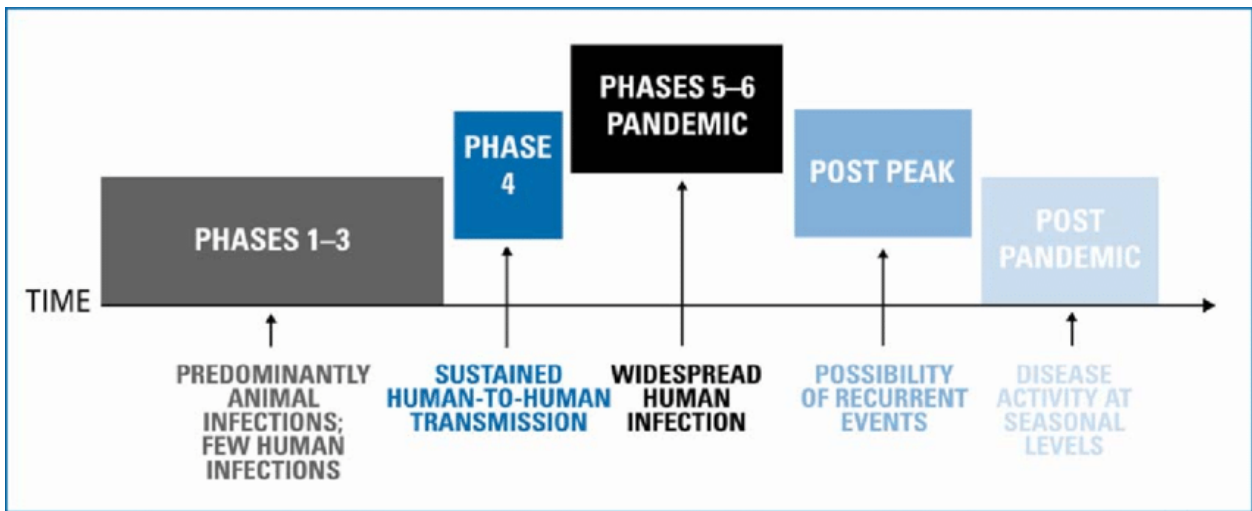 PHASES 5–6
PANDEMIC
PHASE
4
POST PEAK
PHASES 1–3
POST
PANDEMIC
TIME
PREDOMINANTLY
ANIMAL
INFECTIONS;
FEW HUMAN
INFECTIONS
SUSTAINED
HUMAN-TO-HUMAN
TRANSMISSION
WIDESPREAD
HUMAN
INFECTION
POSSIBILITY
OF RECURRENT
EVENTS
DISEASE
ACTIVITY AT
SEASONAL
LEVELS